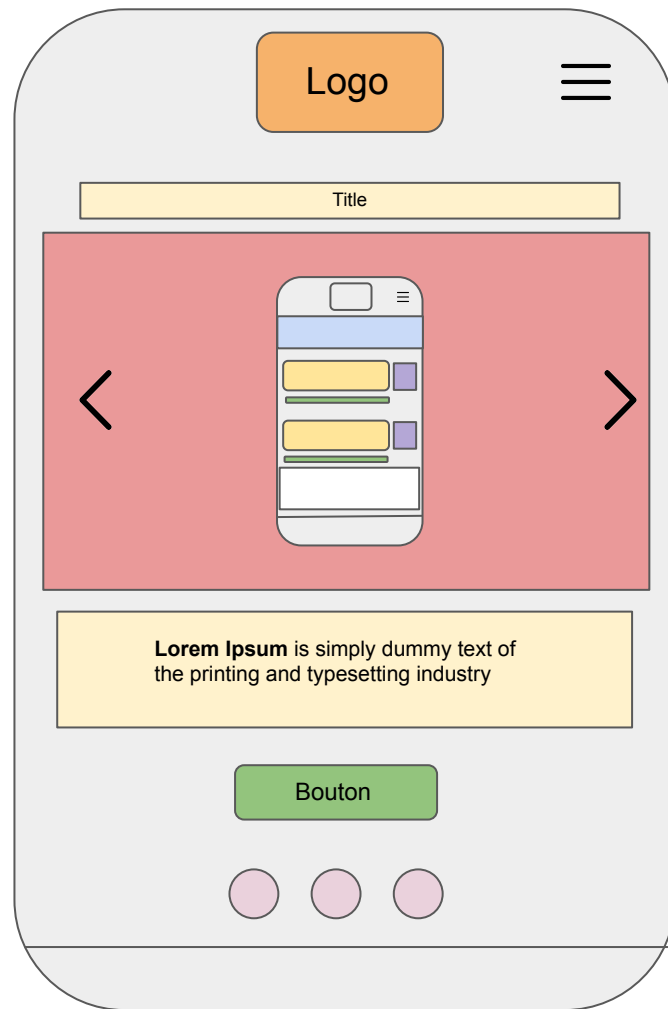 Logo
Title
Lorem Ipsum is simply dummy text of
the printing and typesetting industry
Bouton